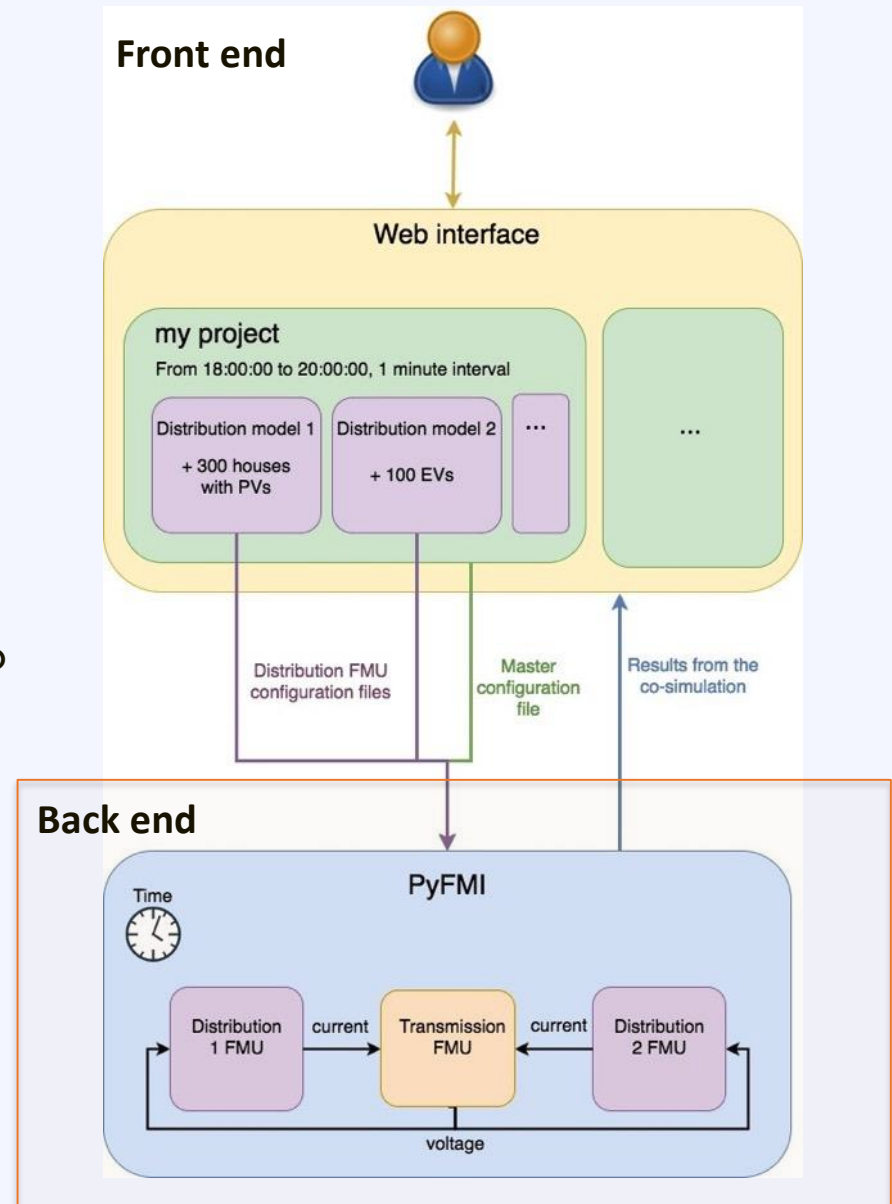 Front end
Web interface
my project
From 18:00:00 to 20:00:00, 1 minute interval
Distribution model 1
+ 300 houses
with PVs
Distribution model 2
+ 100 EVs
...
...
Distribution FMU
configuration files
Master
configuration
file
Results from the
co-simulation
o
Back end
PyFMI
Time
Distribution
1 FMU
current
Transmission
FMU
current
Distribution
2 FMU
voltage